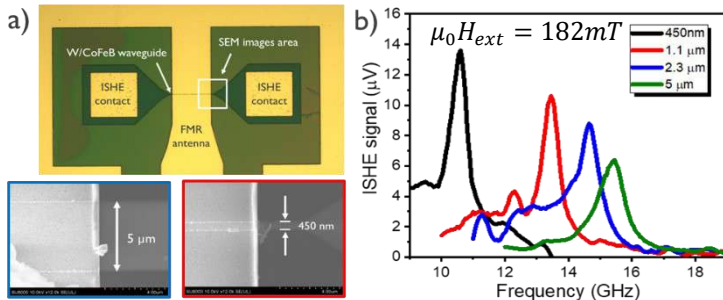 a)
W/CoFeB waveguide
SEM images area
ISHE
contact
ISHE
contact
FMR
antenna
5 μm
450 nm
b)
μ₀H_ext = 182mT
450nm
1.1 μm
2.3 μm
5 μm
ISHE signal (μV)
16
14
12
10
8
6
4
2
0
10 12 14 16 18
Frequency (GHz)